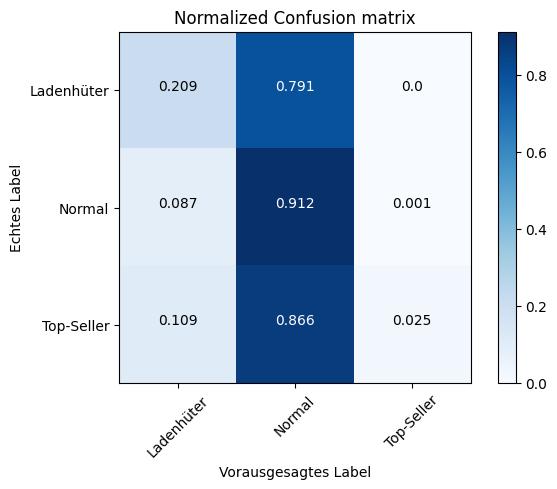 Normalized Confusion matrix
Echtes Label
Ladenhüter
0.209
0.791
0.0
Normal
0.087
0.912
0.001
Top-Seller
0.109
0.866
0.025
Ladenhüter
Normal
Top-Seller
Vorausgesagtes Label
0.8
0.6
0.4
0.2
0.0